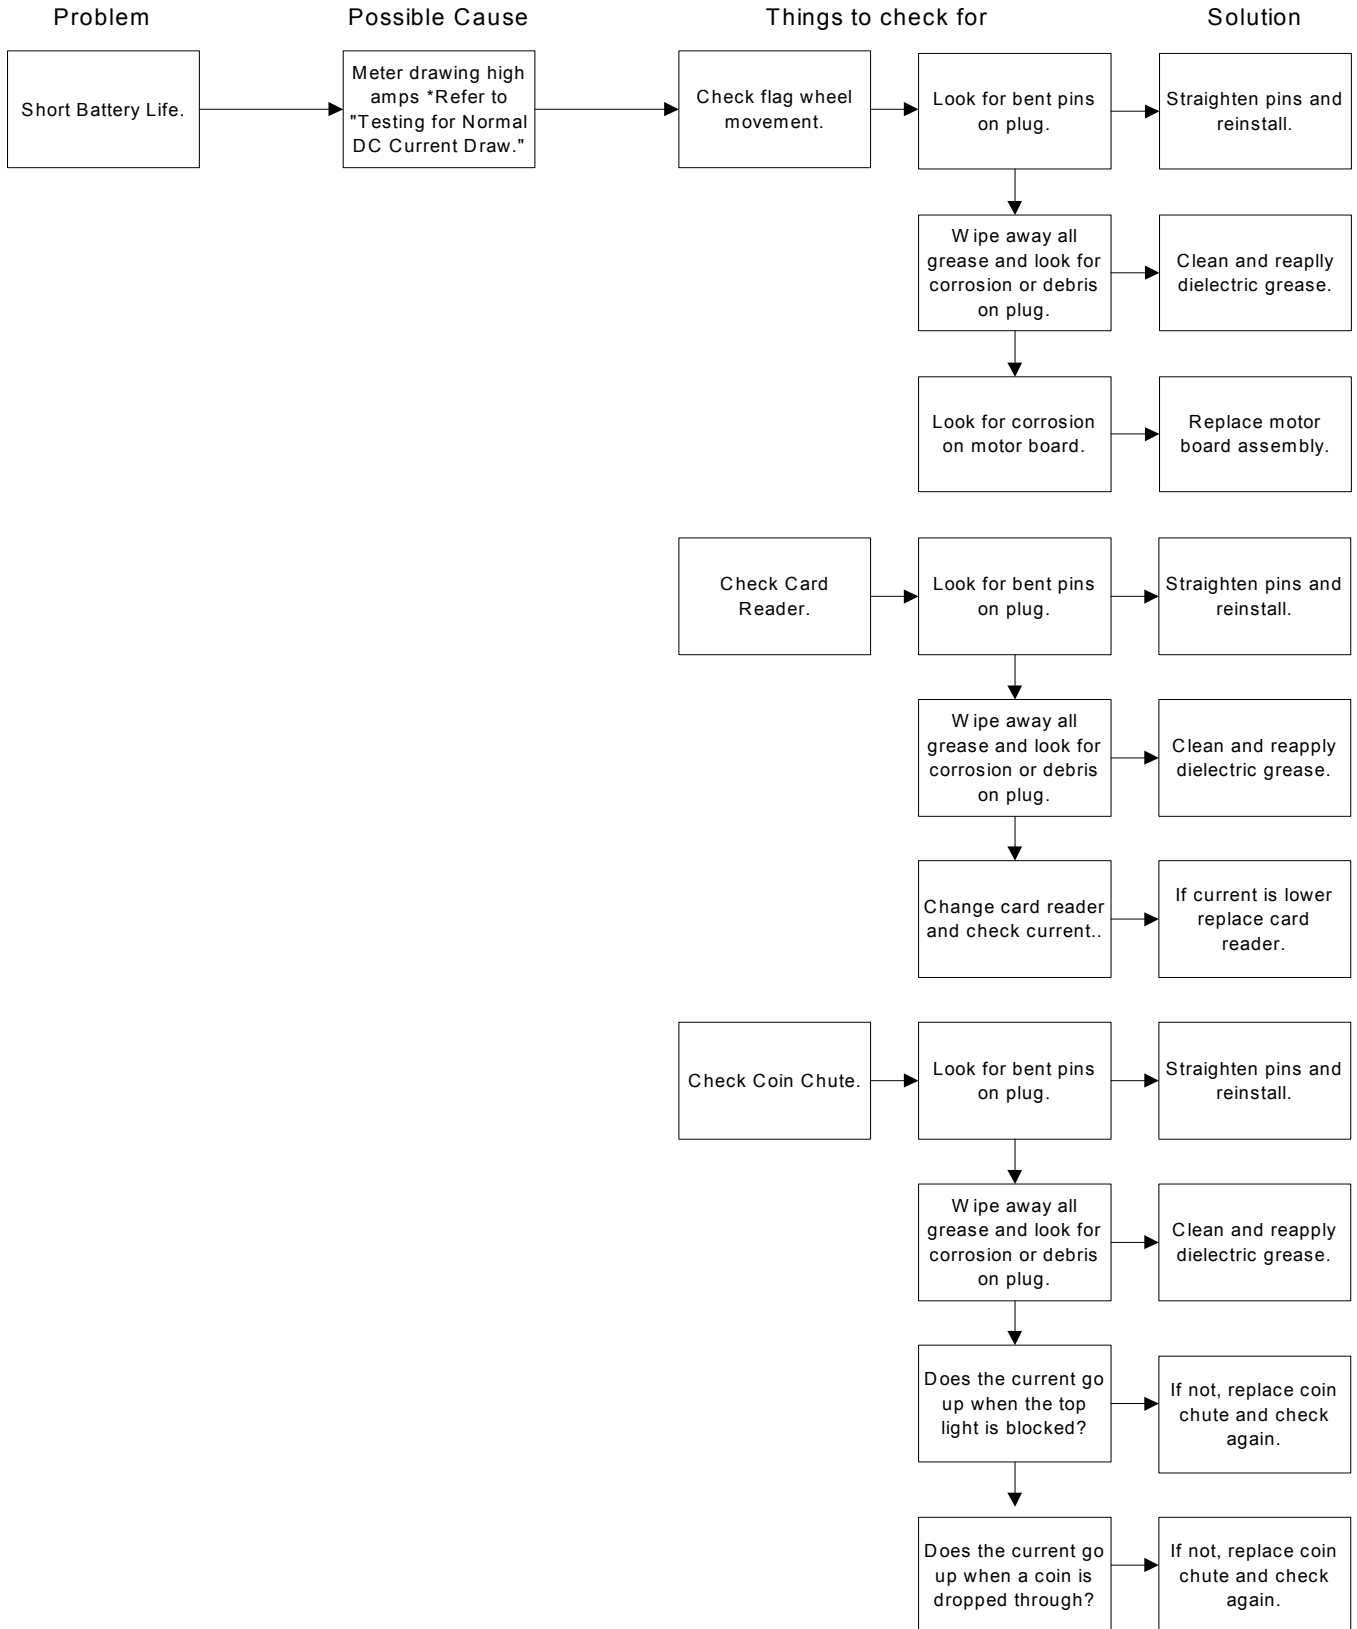 Problem
Possible Cause
Things to check for
Solution
Short Battery Life.
Meter drawing high
amps *Refer to
"Testing for Normal
DC Current Draw."
Check flag wheel
movement.
Look for bent pins
on plug.
Straighten pins and
reinstall.
Wipe away all
grease and look for
corrosion or debris
on plug.
Clean and reaplly
dielectric grease.
Look for corrosion
on motor board.
Replace motor
board assembly.
Check Card
Reader.
Look for bent pins
on plug.
Straighten pins and
reinstall.
Wipe away all
grease and look for
corrosion or debris
on plug.
Clean and reapply
dielectric grease.
Change card reader
and check current..
If current is lower
replace card
reader.
Check Coin Chute.
Look for bent pins
on plug.
Straighten pins and
reinstall.
Wipe away all
grease and look for
corrosion or debris
on plug.
Clean and reapply
dielectric grease.
Does the current go
up when the top
light is blocked?
If not, replace coin
chute and check
again.
Does the current go
up when a coin is
dropped through?
If not, replace coin
chute and check
again.